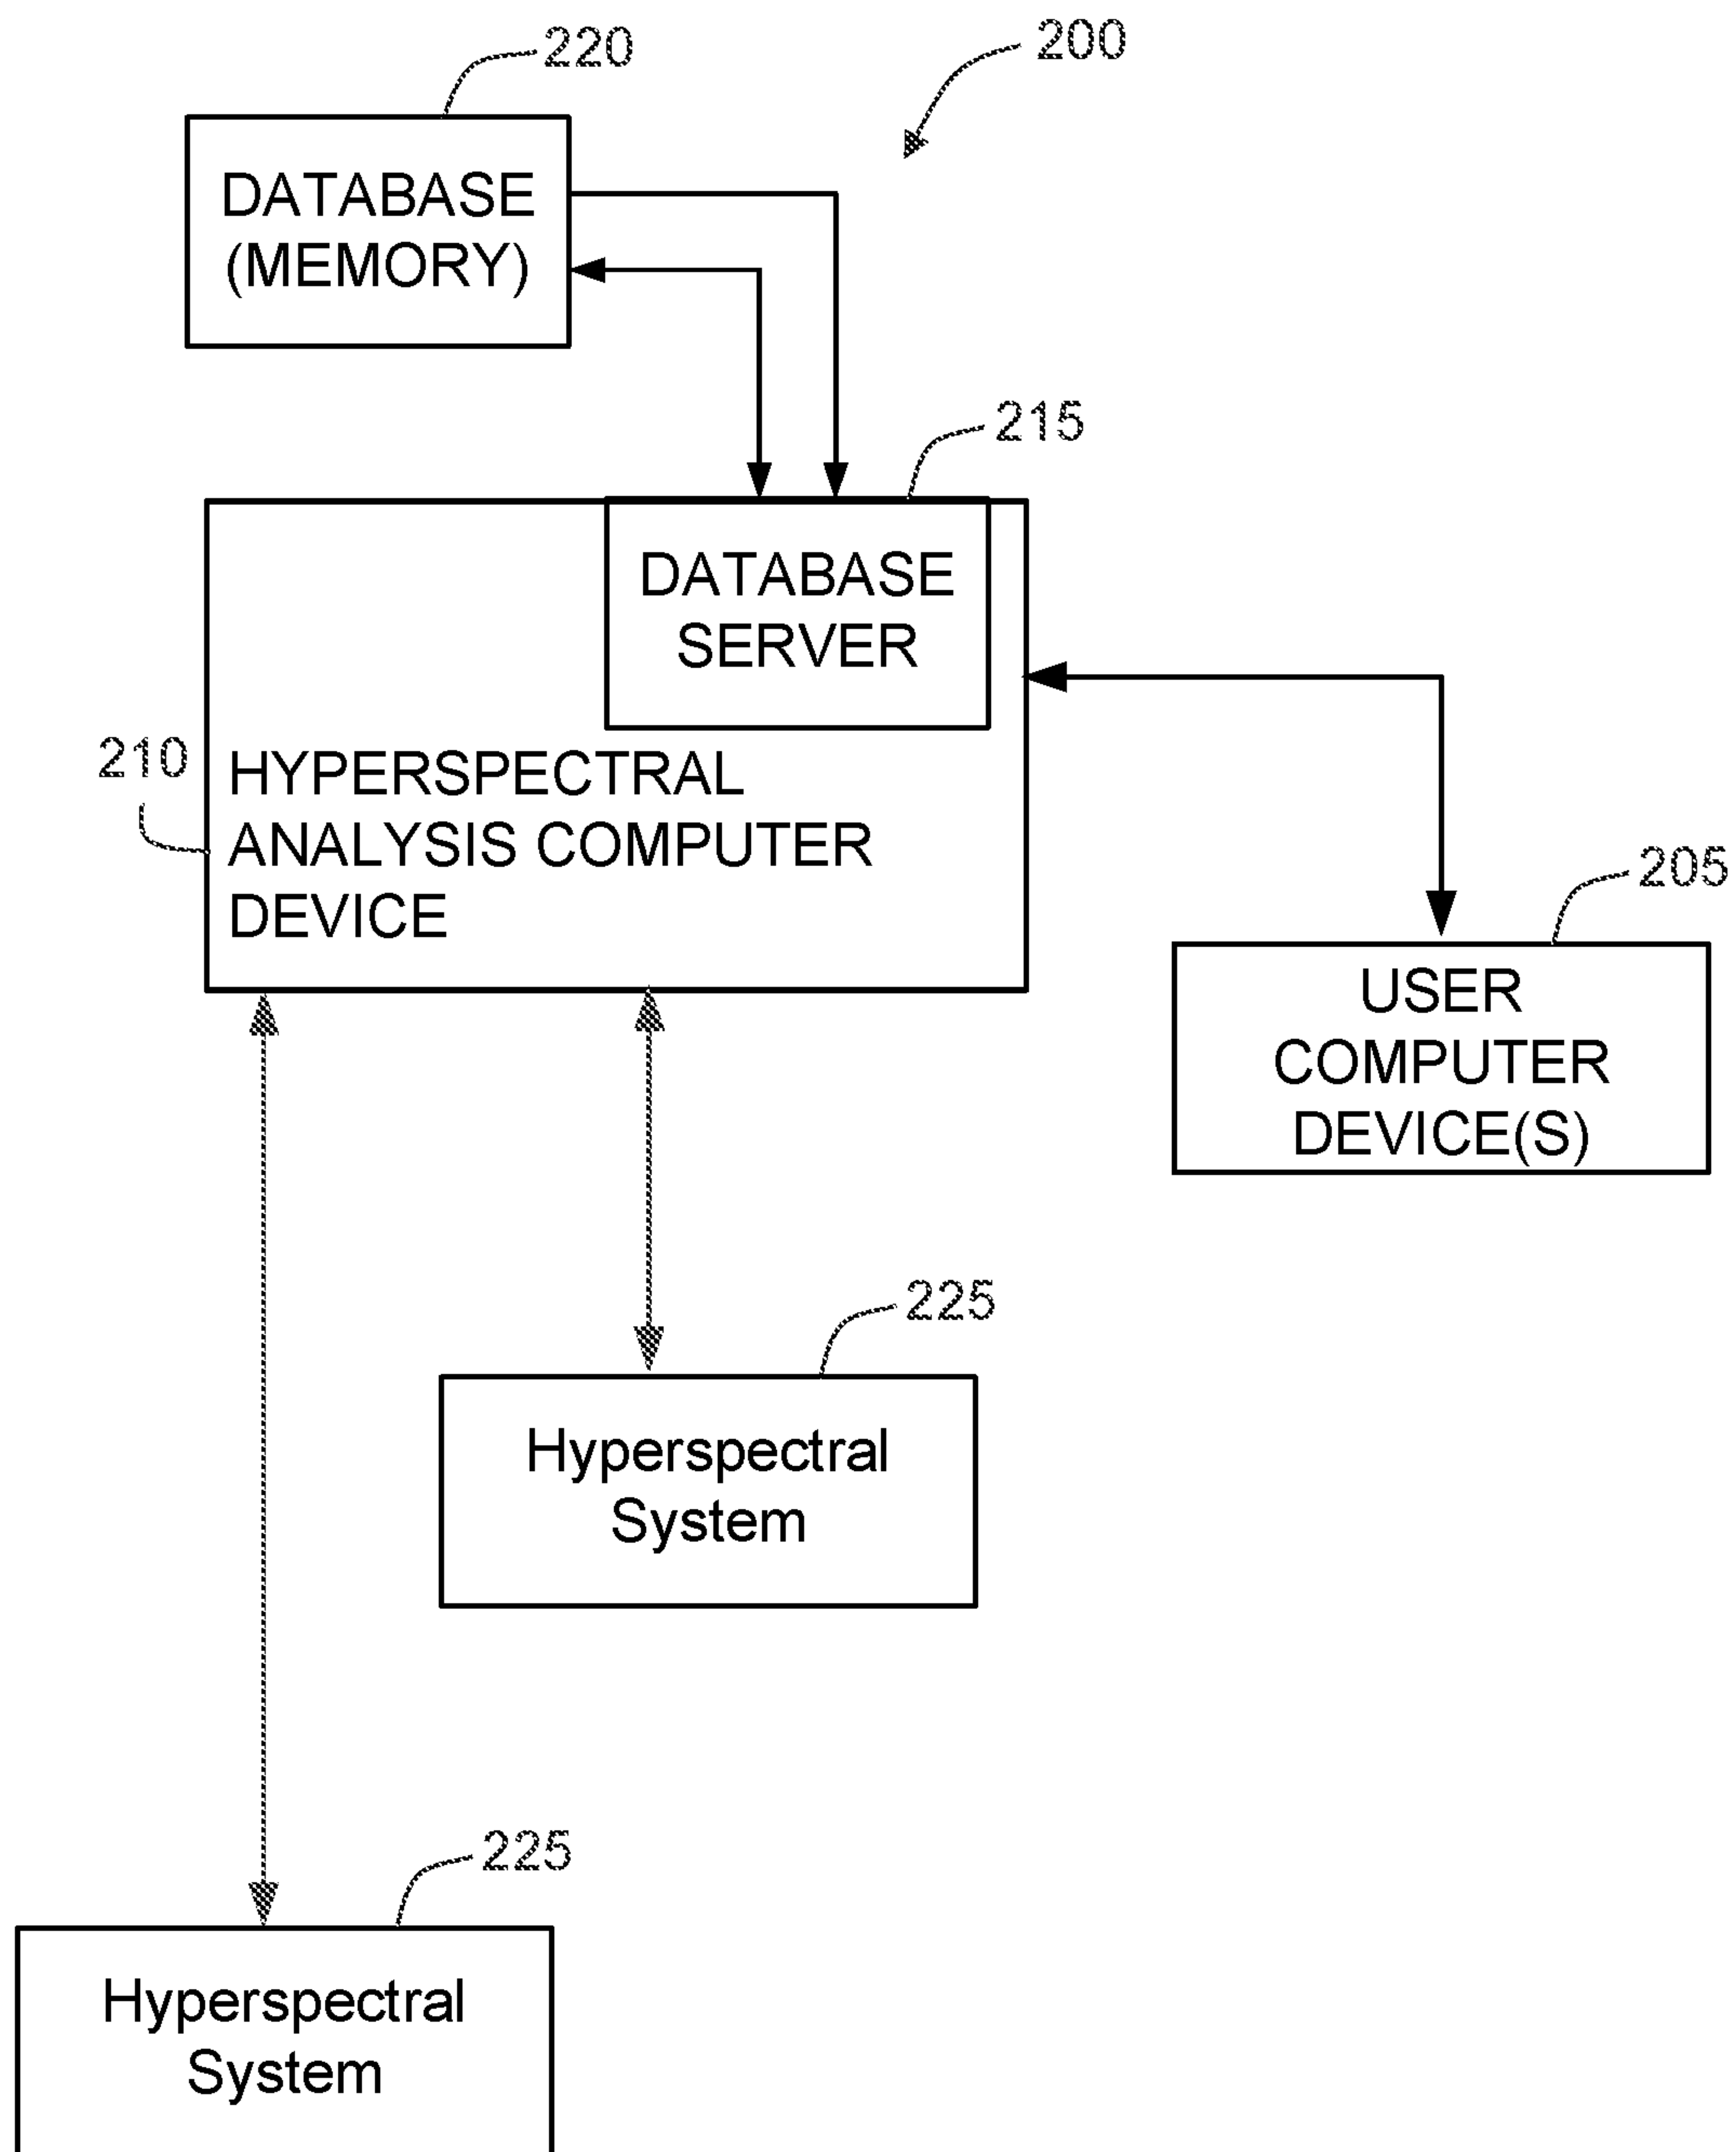 220
200
DATABASE
(MEMORY)
215
DATABASE
SERVER
210
HYPERSPECTRAL
ANALYSIS COMPUTER
DEVICE
205
USER
COMPUTER
DEVICE(S)
225
Hyperspectral
System
225
Hyperspectral
System